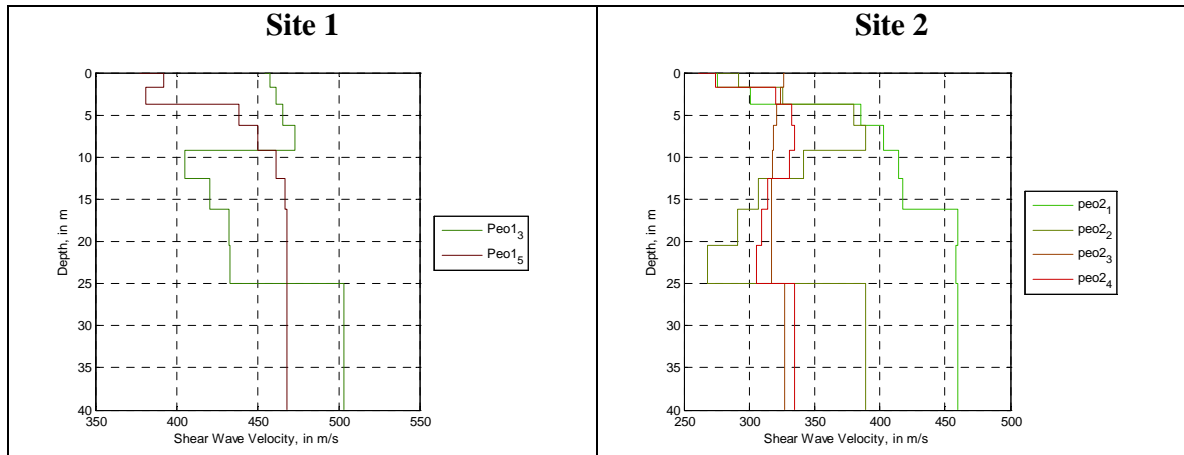 Site 1
Site 2
0
5
10
15
20
25
30
35
40
350
400
450
500
550
Depth, in m
Shear Wave Velocity, in m/s
Peo1₃
Peo1₅
0
5
10
15
20
25
30
35
40
250
300
350
400
450
500
Depth, in m
Shear Wave Velocity, in m/s
peo2₁
peo2₂
peo2₃
peo2₄